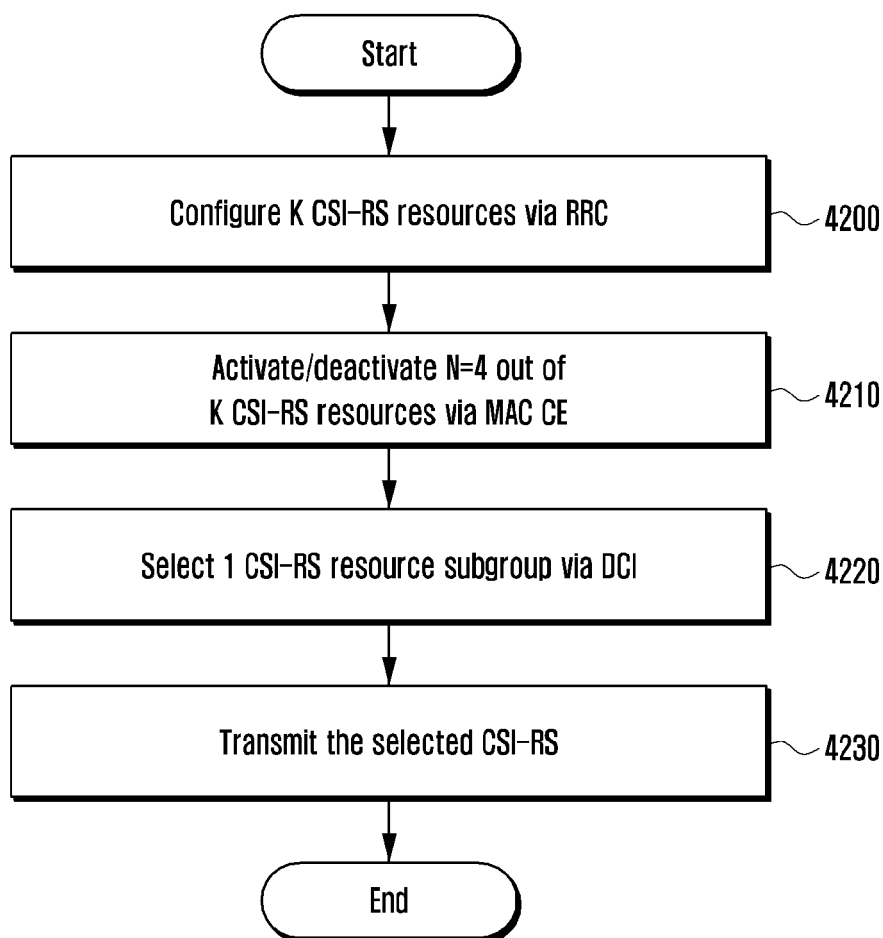 Start
Configure K CSI-RS resources via RRC
4200
Activate/deactivate N=4 out of
K CSI-RS resources via MAC CE
4210
Select 1 CSI-RS resource subgroup via DCI
4220
Transmit the selected CSI-RS
4230
End